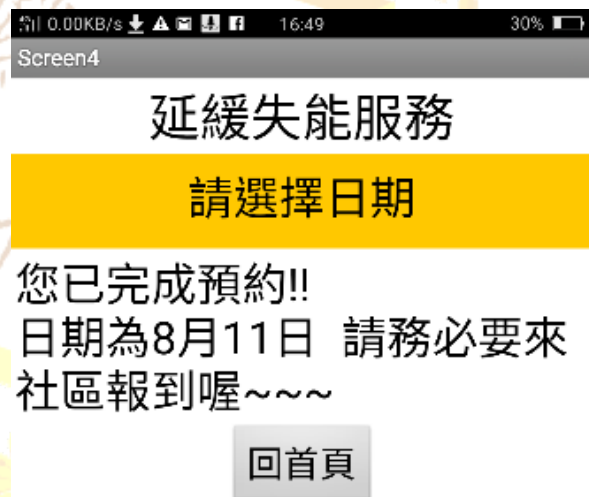 0.00KB/s 16:49 30%
Screen4
延緩失能服務
請選擇日期
您已完成預約!!
日期為8月11日 請務必要來
社區報到喔~~~
回首頁